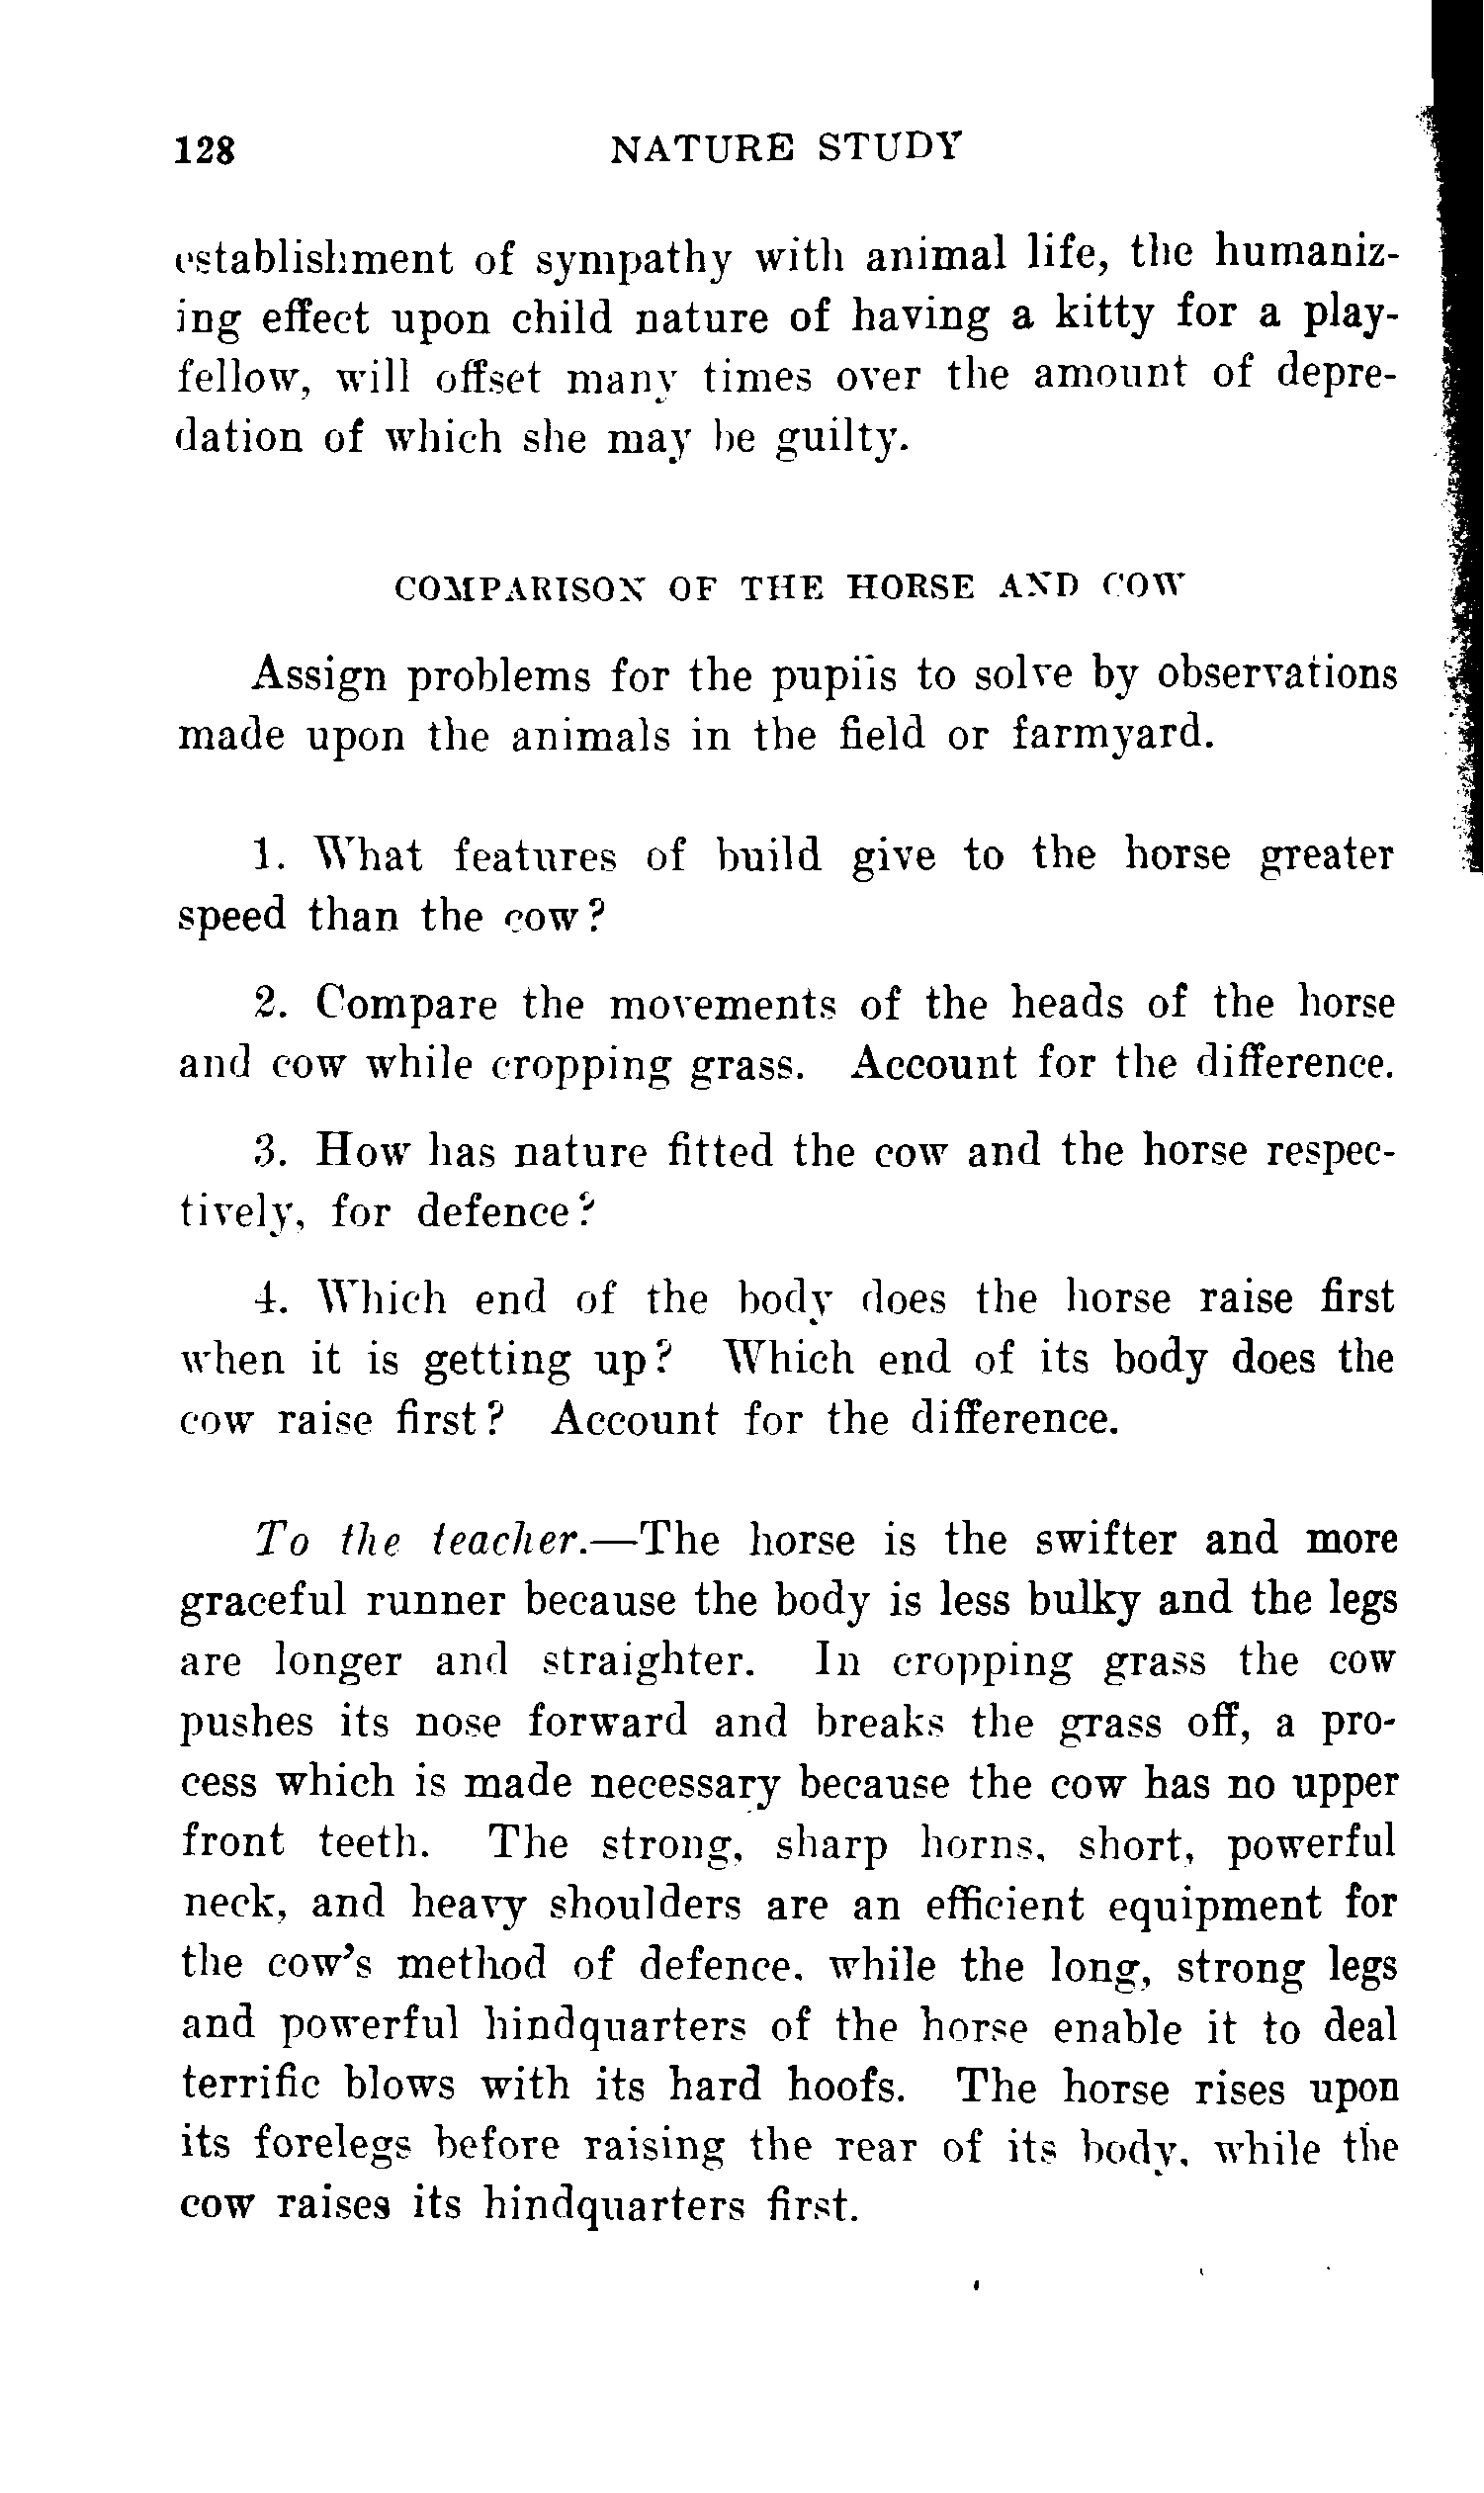 128 NATURE STUDY
establishment of sympathy with animal life, the humaniz-
ing effect upon child nature of having a kitty for a play-
fellow, will offset many times over the amount of depre-
dation of which she may be guilty.
COMPARISON OF THE HORSE AND COW
Assign problems for the pupils to solve by observations
made upon the animals in the field or farmyard.
1. What features of build give to the horse greater
speed than the cow?
2. Compare the movements of the heads of the horse
and cow while cropping grass. Account for the difference.
3. How has nature fitted the cow and the horse respec-
tively, for defence?
4. Which end of the body does the horse raise first
when it is getting up? Which end of its body does the
cow raise first? Account for the difference.
To the teacher.—The horse is the swifter and more
graceful runner because the body is less bulky and the legs
are longer and straighter. In cropping grass the cow
pushes its nose forward and breaks the grass off, a pro-
cess which is made necessary because the cow has no upper
front teeth. The strong, sharp horns, short, powerful
neck, and heavy shoulders are an efficient equipment for
the cow's method of defence, while the long, strong legs
and powerful hindquarters of the horse enable it to deal
terrific blows with its hard hoofs. The horse rises upon
its forelegs before raising the rear of its body, while the
cow raises its hindquarters first.